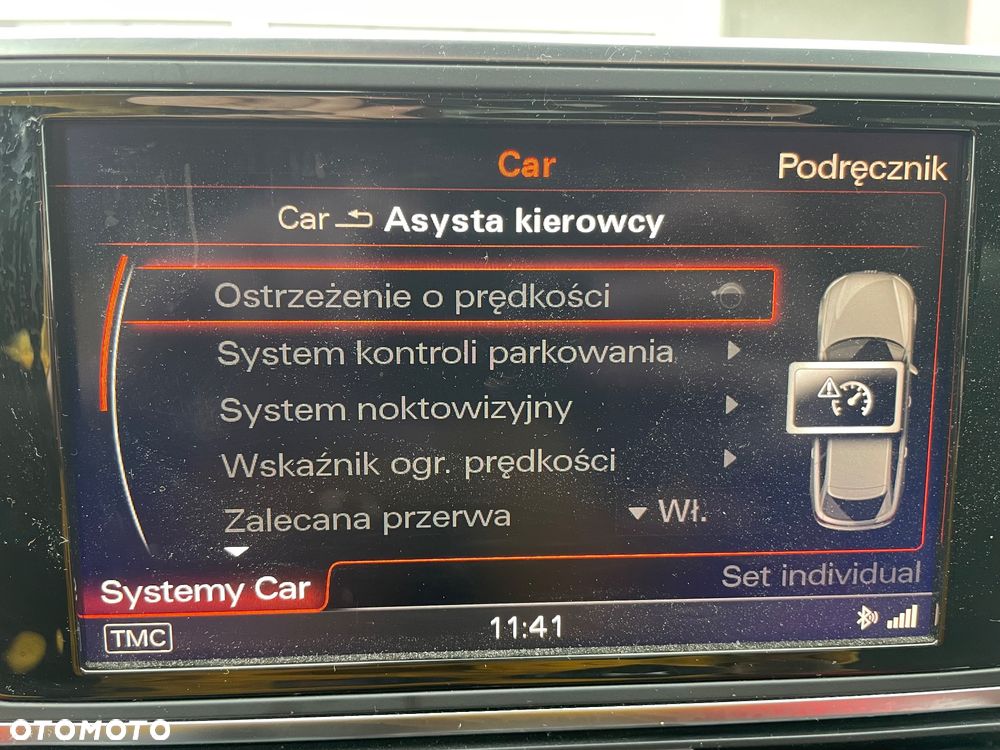 Car
Podręcznik
Car Asysta kierowcy
Ostrzeżenie o prędkości
System kontroli parkowania
System noktowizyjny
Wskaźnik ogr. prędkości
Zalecana przerwa Wł.
Set individual
Systemy Car
TMC
11:41
OTOMOTO